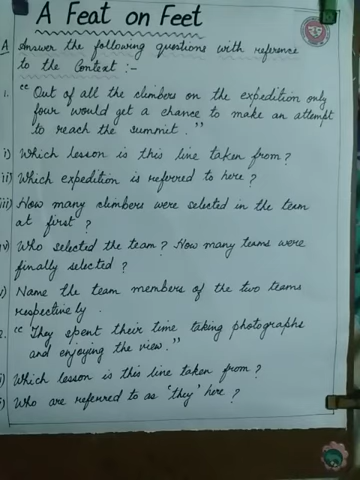 A Feat on Feet
A Answer the following questions with reference
to the Context :-
1. "Out of all the climbers on the expedition only
four would get a chance to make an attempt
to reach the summit."
i) Which lesson is this line taken from?
ii) Which expedition is referred to here?
iii) How many climbers were selected in the team
at first?
iv) Who selected the team? How many teams were
finally selected?
v) Name the team members of the two teams
respectively.
2. "They spent their time taking photographs
and enjoying the view."
i) Which lesson is this line taken from?
ii) Who are referred to as 'they' here?